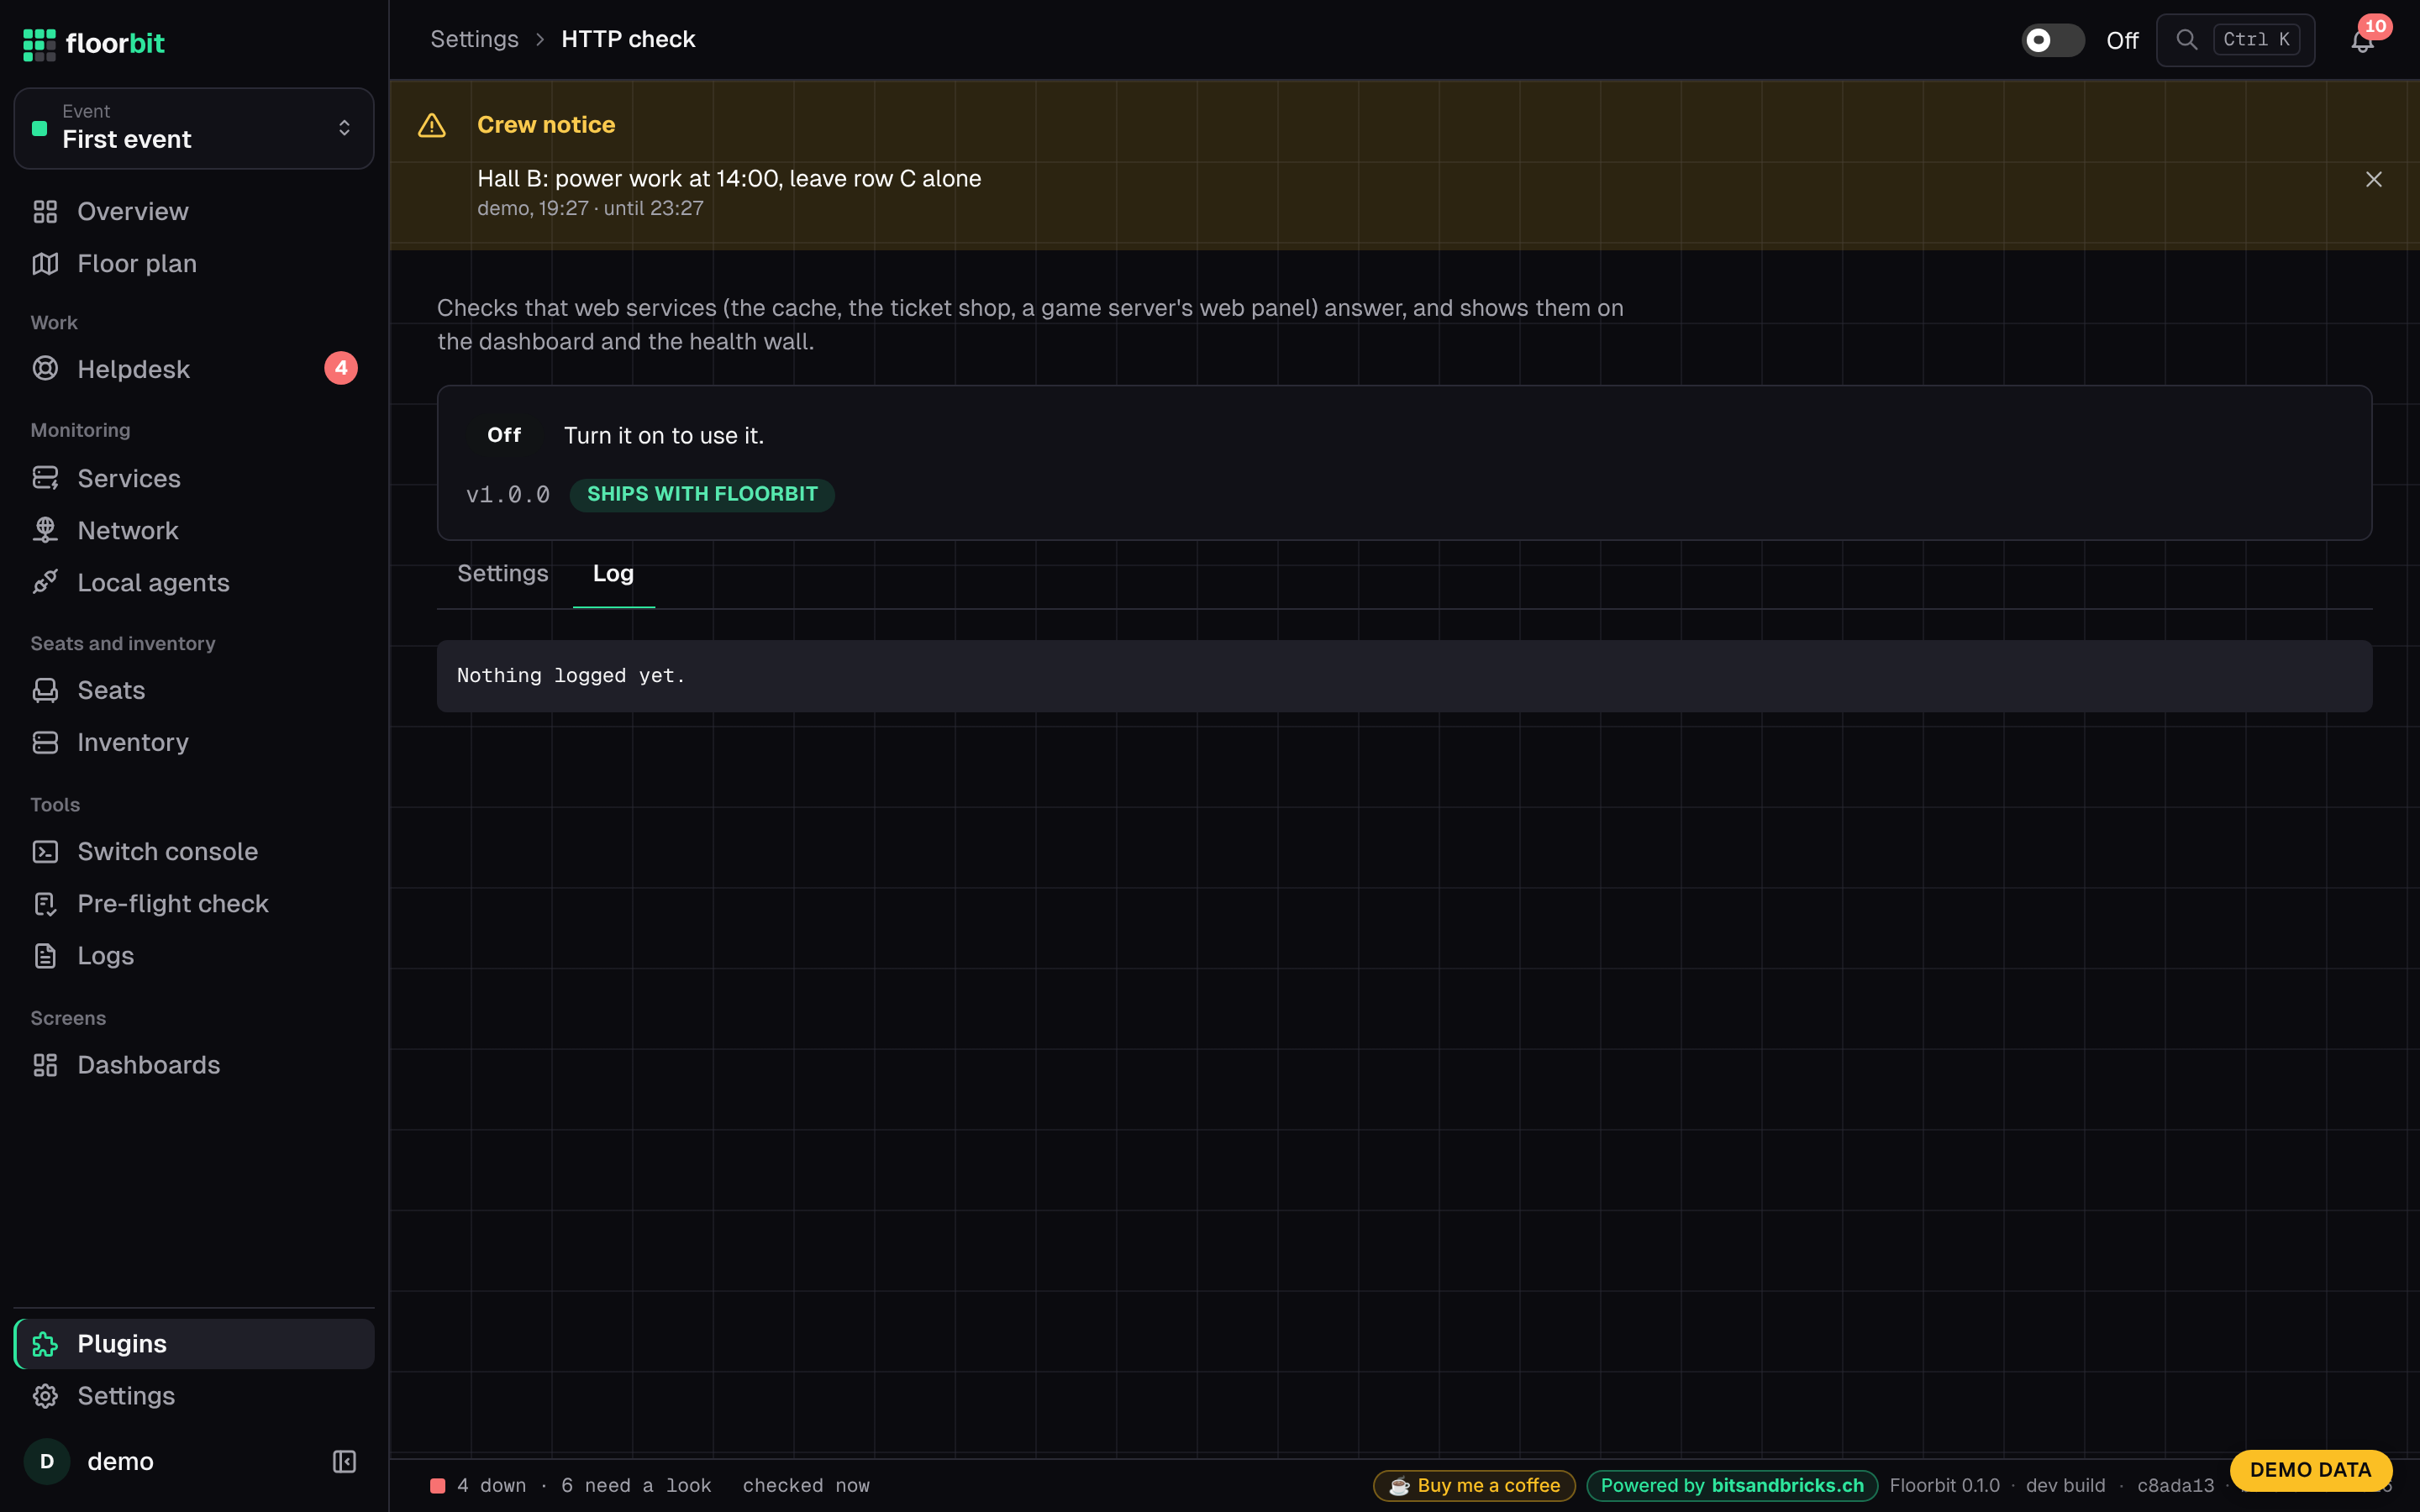 floorbit
Event
First event
Overview
Floor plan
Work
Helpdesk
4
Monitoring
Services
Network
Local agents
Seats and inventory
Seats
Inventory
Tools
Switch console
Pre-flight check
Logs
Screens
Dashboards
Plugins
Settings
D
demo
Settings > HTTP check
Off
Ctrl K
10
Crew notice
Hall B: power work at 14:00, leave row C alone
demo, 19:27 · until 23:27
Checks that web services (the cache, the ticket shop, a game server's web panel) answer, and shows them on
the dashboard and the health wall.
Off
Turn it on to use it.
v1.0.0
SHIPS WITH FLOORBIT
Settings
Log
Nothing logged yet.
4 down · 6 need a look checked now
Buy me a coffee
Powered by bitsandbricks.ch
Floorbit 0.1.0 · dev build · c8ada13 ·
DEMO DATA